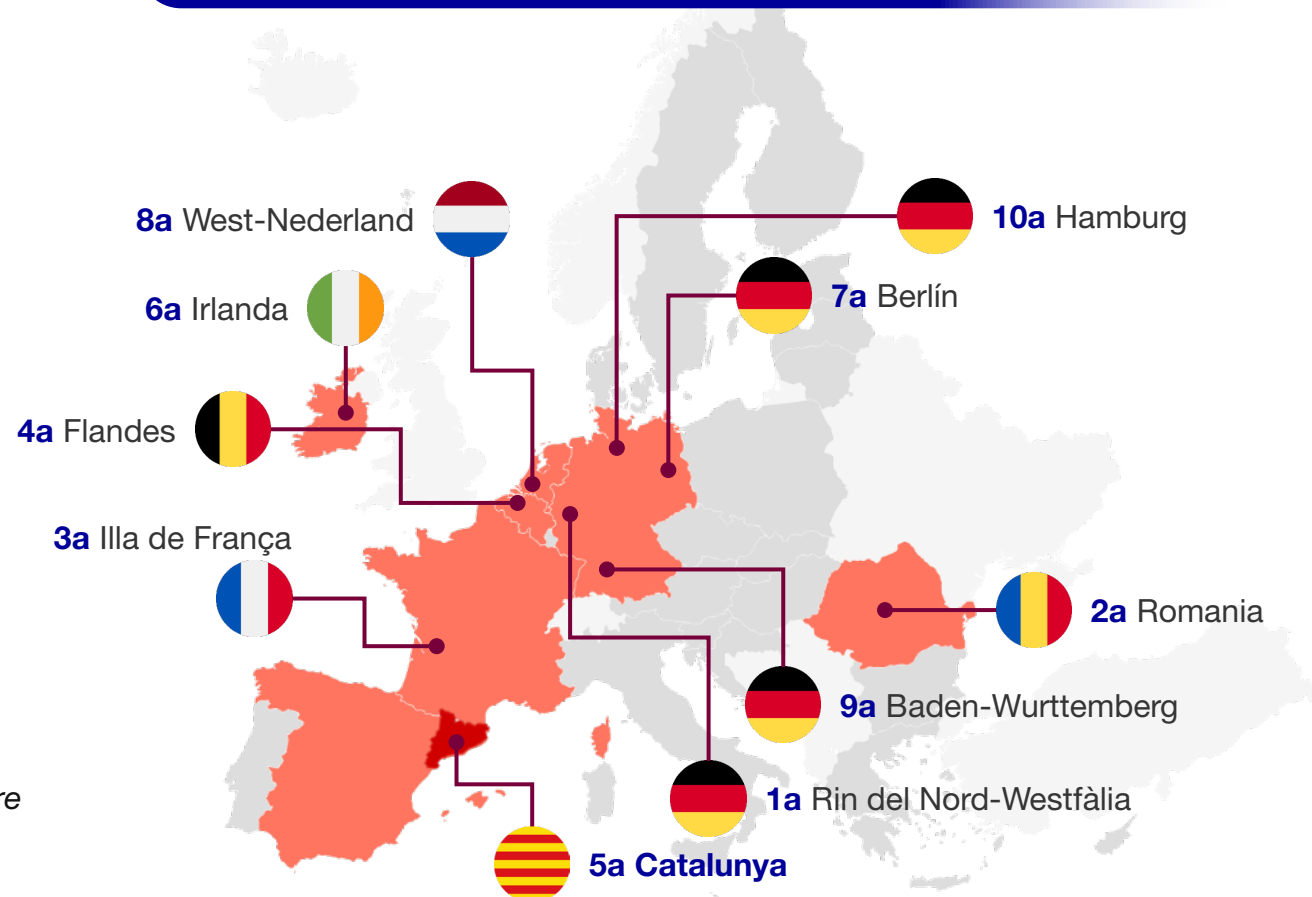 8a West-Nederland
10a Hamburg
6a Irlanda
7a Berlín
4a Flandes
3a Illa de França
2a Romania
9a Baden-Wurttemberg
1a Rin del Nord-Westfàlia
5a Catalunya